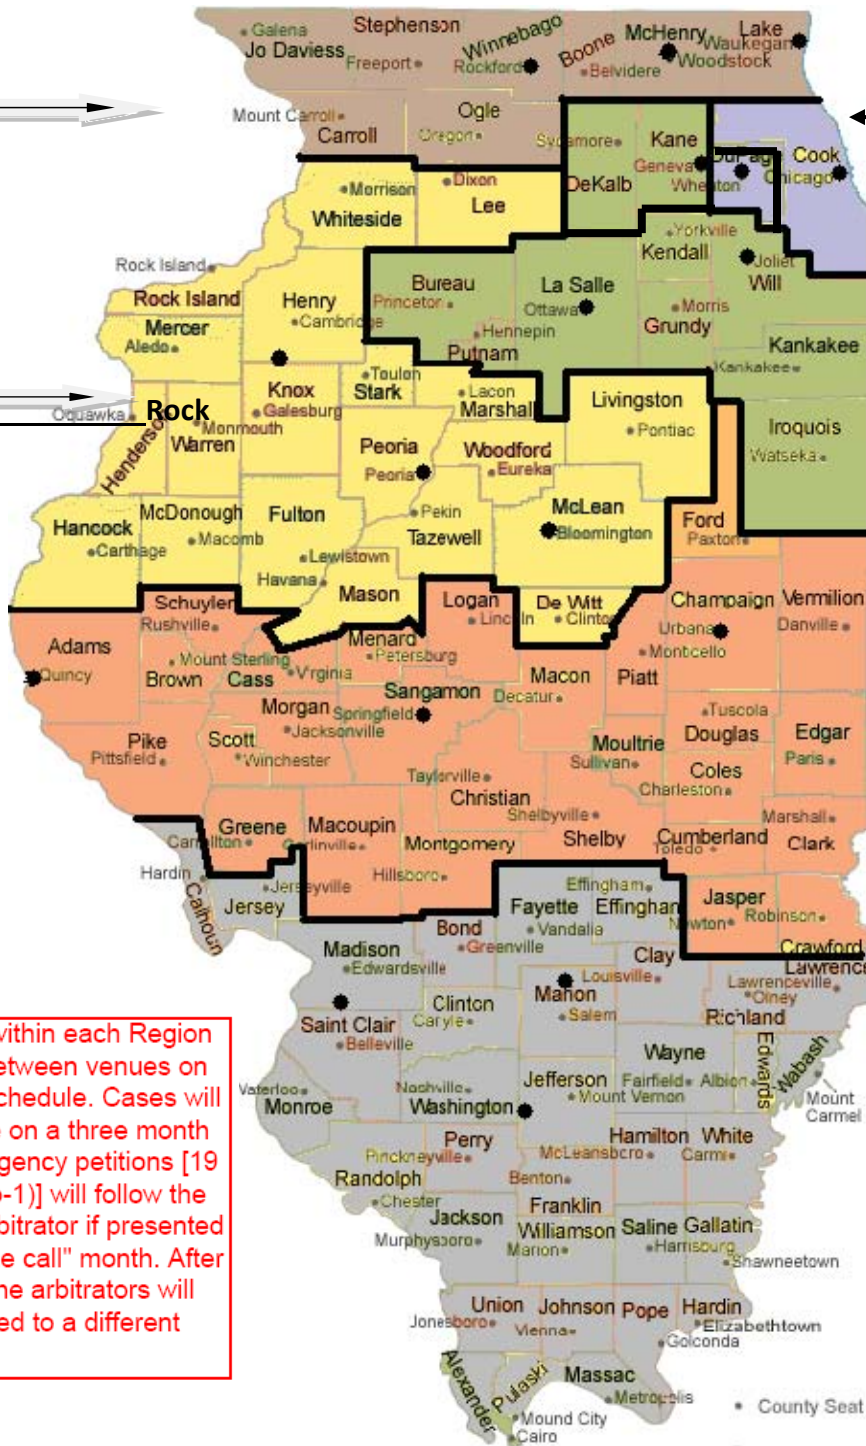 Galena
Jo Daviess
Stephenson
Freeport
Winnebago
Rockford
Boone
Belvidere
McHenry
Woodstock
Lake
Waukegan
Mount Carroll
Carroll
Ogle
Oregon
Sycamore
DeKalb
Kane
Geneva
DuPage
Wheaton
Cook
Chicago
Morrison
Whiteside
Dixon
Lee
Yorkville
Kendall
Joliet
Will
Rock Island
Rock Island
Henry
Cambridge
Bureau
Princeton
La Salle
Ottawa
Hennepin
Putnam
Morris
Grundy
Kankakee
Kankakee
Mercer
Aledo
Toulon
Stark
Lacon
Marshall
Oquawka
Rock
Henderson
Monmouth
Warren
Knox
Galesburg
Peoria
Peoria
Woodford
Eureka
Livingston
Pontiac
Iroquois
Watseka
Hancock
Carthage
McDonough
Macomb
Fulton
Lewistown
Pekin
Tazewell
McLean
Bloomington
Ford
Paxton
Havana
Mason
Schuyler
Rushville
Logan
Lincoln
De Witt
Clinton
Champaign
Urbana
Vermilion
Danville
Adams
Quincy
Mount Sterling
Brown
Cass
Virginia
Menard
Petersburg
Monticello
Piatt
Macon
Decatur
Sangamon
Springfield
Morgan
Jacksonville
Scott
Winchester
Pike
Pittsfield
Tuscola
Douglas
Edgar
Paris
Moultrie
Sullivan
Coles
Charleston
Taylorville
Christian
Shelbyville
Shelby
Cumberland
Toledo
Marshall
Clark
Greene
Carrollton
Macoupin
Carlinville
Montgomery
Hillsboro
Hardin
Calhoun
Jerseyville
Jersey
Effingham
Effingham
Fayette
Vandalia
Jasper
Newton
Robinson
Crawford
Bond
Greenville
Madison
Edwardsville
Clay
Louisville
Lawrence
Lawrenceville
Olney
Richland
Clinton
Carlyle
Marion
Salem
Saint Clair
Belleville
Wayne
Fairfield
Albion
Edwards
Wabash
Mount
Carmel
Waterloo
Monroe
Nashville
Washington
Jefferson
Mount Vernon
Perry
Pinckneyville
Hamilton
McLeansboro
White
Carmi
Randolph
Chester
Benton
Franklin
Jackson
Murphysboro
Williamson
Marion
Saline
Harrisburg
Gallatin
Shawneetown
Union
Jonesboro
Johnson
Vienna
Pope
Golconda
Hardin
Elizabethtown
Alexander
Pulaski
Massac
Metropolis
Mound City
Cairo
County Seat
within each Region
etween venues on
chedule. Cases will
on a three month
gency petitions [19
-1)] will follow the
bitrator if presented
e call" month. After
he arbitrators will
ed to a different